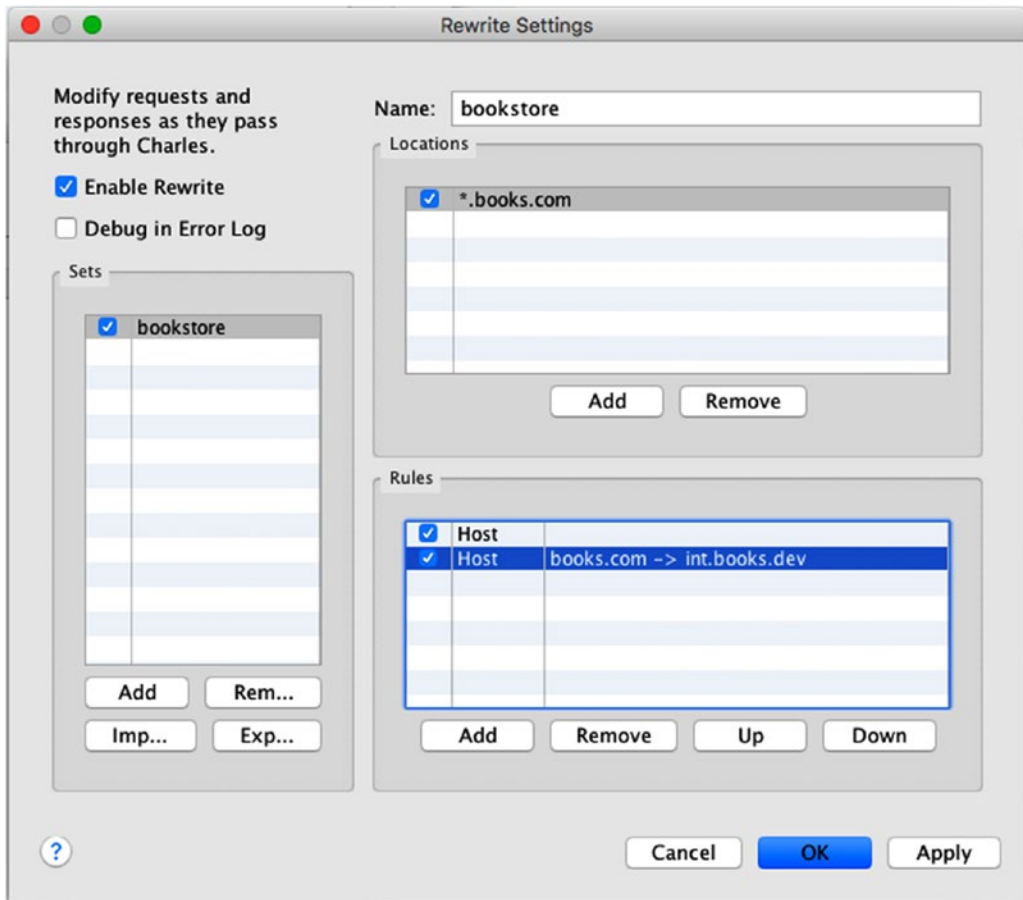 Rewrite Settings
Modify requests and
responses as they pass
through Charles.
Enable Rewrite
Debug in Error Log
Sets
bookstore
Add
Rem...
Imp...
Exp...
Name: bookstore
Locations
*.books.com
Add
Remove
Rules
Host
Host books.com -> int.books.dev
Add
Remove
Up
Down
?
Cancel
OK
Apply